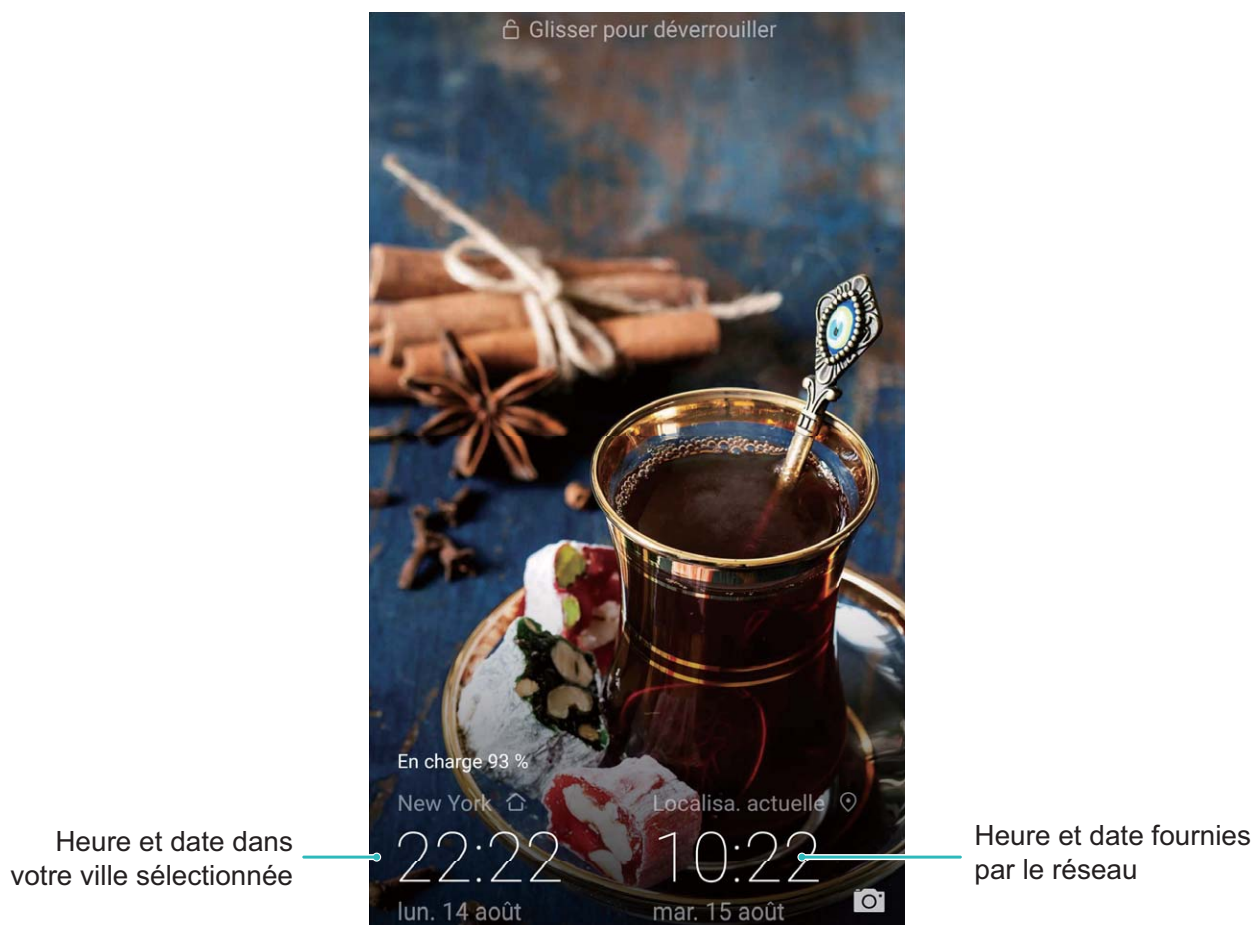 Glisser pour déverrouiller
En charge 93 %
New York
Localisa. actuelle
22:22
10:22
lun. 14 août
mar. 15 août
Heure et date dans
votre ville sélectionnée
Heure et date fournies
par le réseau